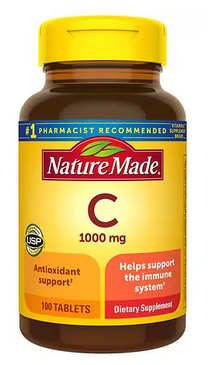 #1 PHARMACIST RECOMMENDED
Nature Made®
C
1000 mg
USP
Antioxidant
support†
100 TABLETS
Helps support
the immune
system†
Dietary Supplement